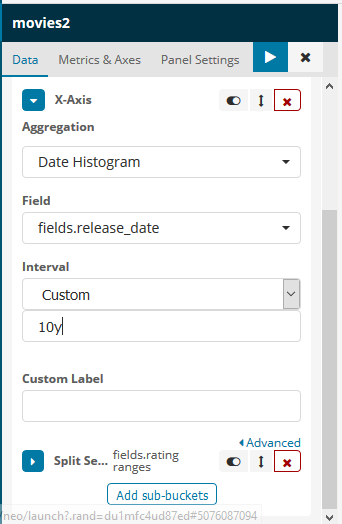 movies2
Data Metrics & Axes Panel Settings
X-Axis
Aggregation
Date Histogram
Field
fields.release_date
Interval
Custom
10y
Custom Label
Advanced
Split Se... fields.rating
ranges
Add sub-buckets
/neo/launch?.rand=du1mfc4ud87ed#5076087094